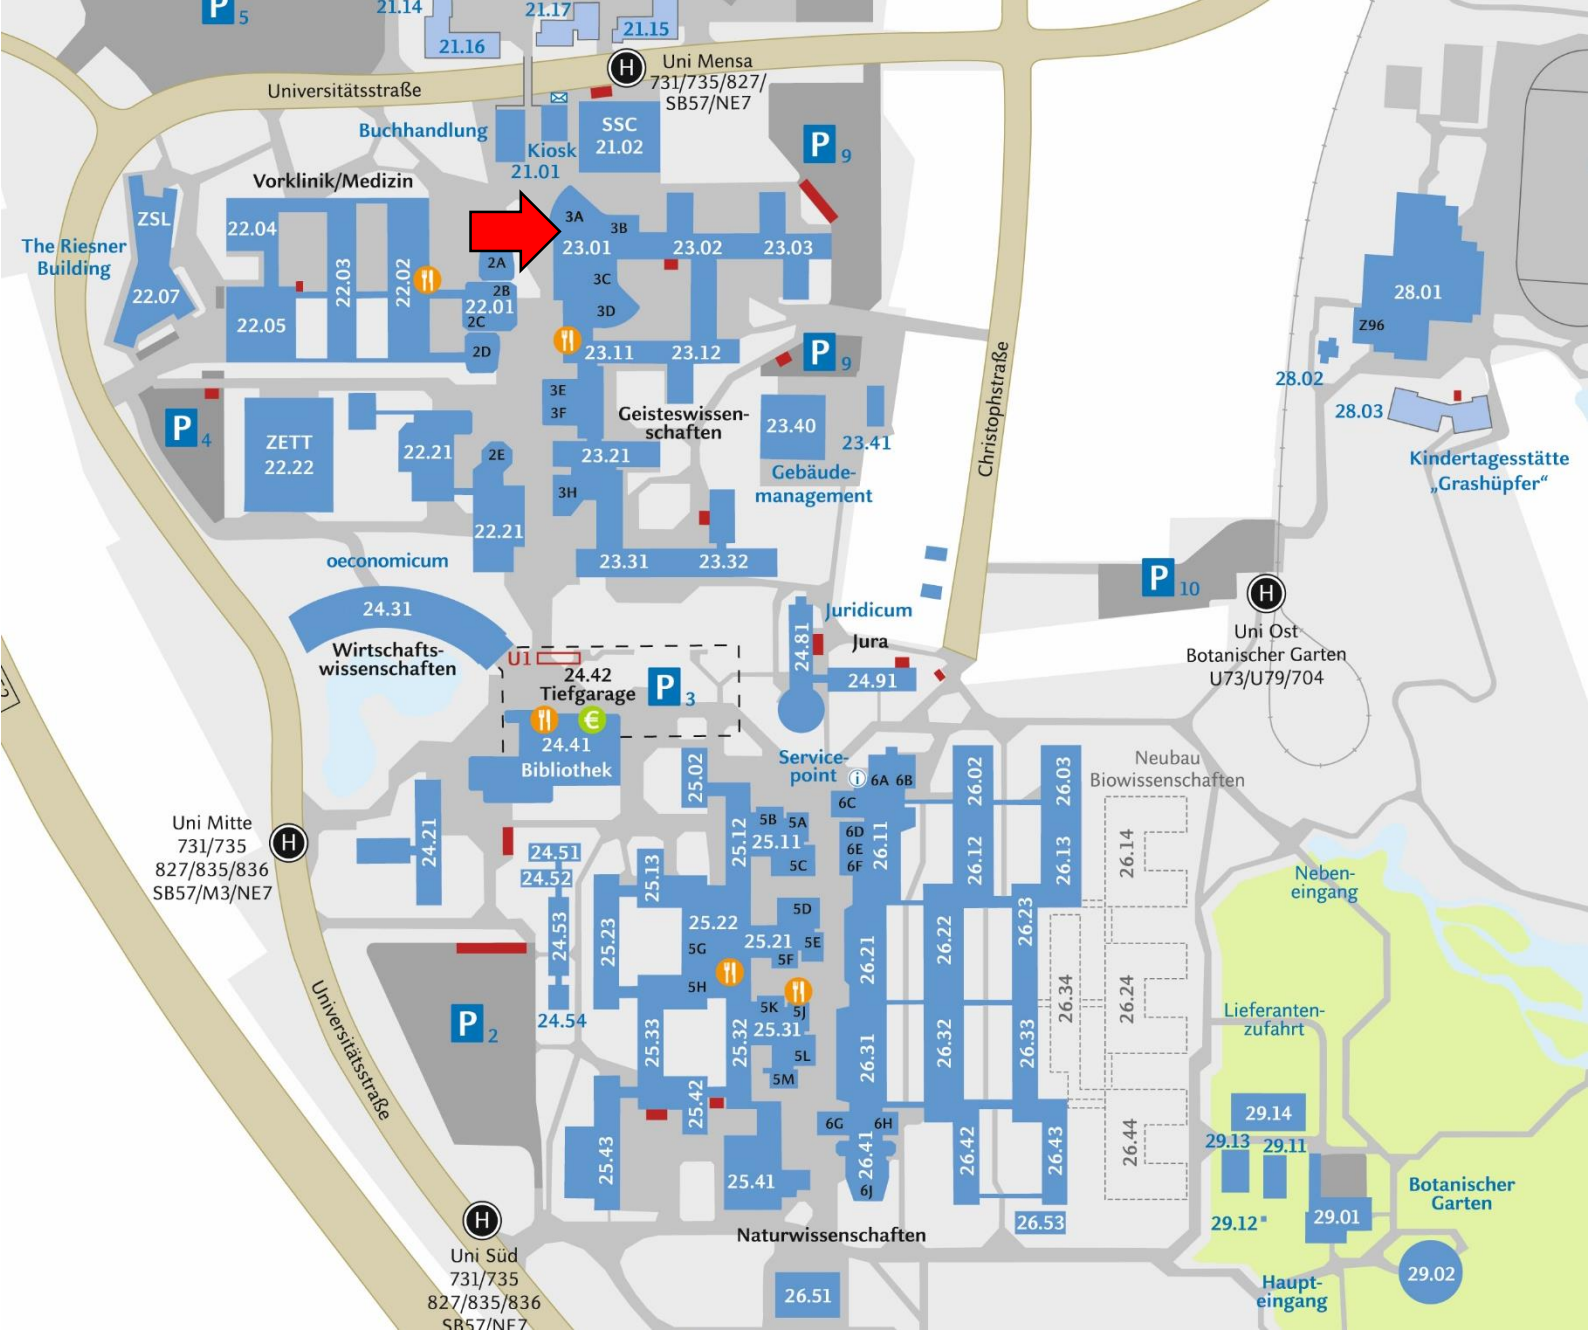 P 5
21.14
21.17
21.15
21.16
H
Uni Mensa
731/735/827/
SB57/NE7
Universitätsstraße
Buchhandlung
Kiosk
21.01
SSC
21.02
P 9
Vorklinik/Medizin
ZSL
The Riesner
Building
22.07
22.04
22.03
22.02
22.05
2A
2B
22.01
2C
2D
3A
3B
23.01
23.02
23.03
3C
3D
23.11
23.12
P 9
28.01
Z96
28.02
28.03
Kindertagesstätte
„Grashüpfer“
3E
3F
Geisteswissen-
schaften
23.40
23.41
Gebäude-
management
Christophstraße
P 4
ZETT
22.22
22.21
2E
22.21
23.21
3H
23.31
23.32
oeconomicum
24.31
Wirtschafts-
wissenschaften
U1
24.42
Tiefgarage
P 3
Juridicum
Jura
24.81
24.91
P 10
H
Uni Ost
Botanischer Garten
U73/U79/704
€
24.41
Bibliothek
Service-
point
i
6A 6B
6C
6D
6E
6F
26.11
26.02
26.03
26.12
26.13
Neubau
Biowissenschaften
26.14
Uni Mitte
731/735
827/835/836
SB57/M3/NE7
H
24.21
24.51
24.52
24.53
24.54
25.02
25.12
25.13
5B
5A
25.11
5C
25.22
25.23
5G
5H
5D
25.21
5E
5F
5K
5J
25.31
5L
5M
25.33
25.32
25.42
25.43
25.41
26.21
26.22
26.23
26.31
26.32
26.33
26.34
26.24
26.44
6G
6H
26.41
6J
26.42
26.43
26.53
Universitätsstraße
P 2
H
Uni Süd
731/735
827/835/836
SB57/NE7
Naturwissenschaften
26.51
Neben-
eingang
Lieferanten-
zufahrt
29.14
29.13
29.11
29.12
29.01
Botanischer
Garten
29.02
Haupt-
eingang